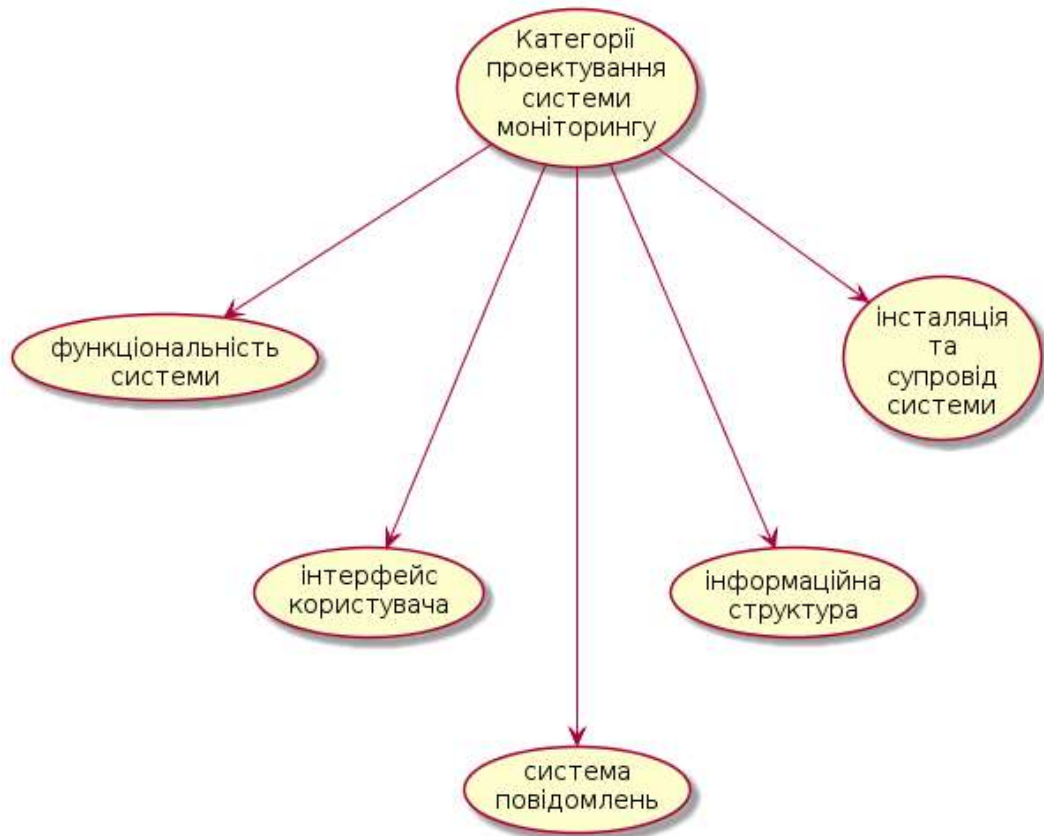 Категорії
проектування
системи
моніторингу
функціональність
системи
інсталяція
та
супровід
системи
інтерфейс
користувача
інформаційна
структура
система
повідомлень